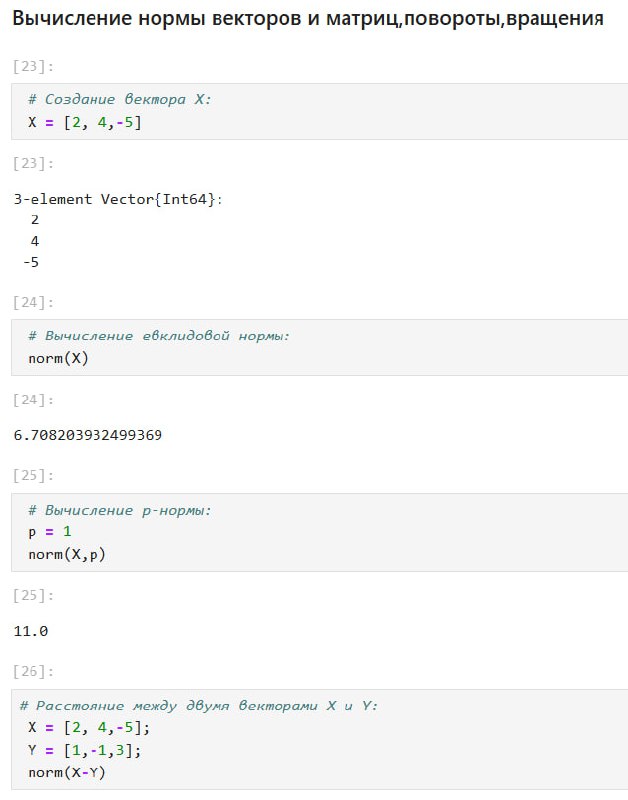 Вычисление нормы векторов и матриц,повороты,вращения
[23]:
# Создание вектора X:
X = [2, 4,-5]
[23]:
3-element Vector{Int64}:
2
4
-5
[24]:
# Вычисление евклидовой нормы:
norm(X)
[24]:
6.708203932499369
[25]:
# Вычисление p-нормы:
p = 1
norm(X,p)
[25]:
11.0
[26]:
# Расстояние между двумя векторами X и Y:
X = [2, 4,-5];
Y = [1,-1,3];
norm(X-Y)